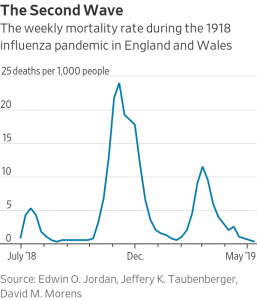 The Second Wave
The weekly mortality rate during the 1918
influenza pandemic in England and Wales
25 deaths per 1,000 people
20
15
10
5
0
July '18 Dec. May '19
Source: Edwin O. Jordan, Jeffery K. Taubenberger,
David M. Morens